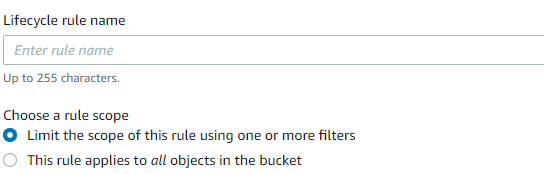 Lifecycle rule name
Enter rule name
Up to 255 characters.
Choose a rule scope
Limit the scope of this rule using one or more filters
This rule applies to all objects in the bucket